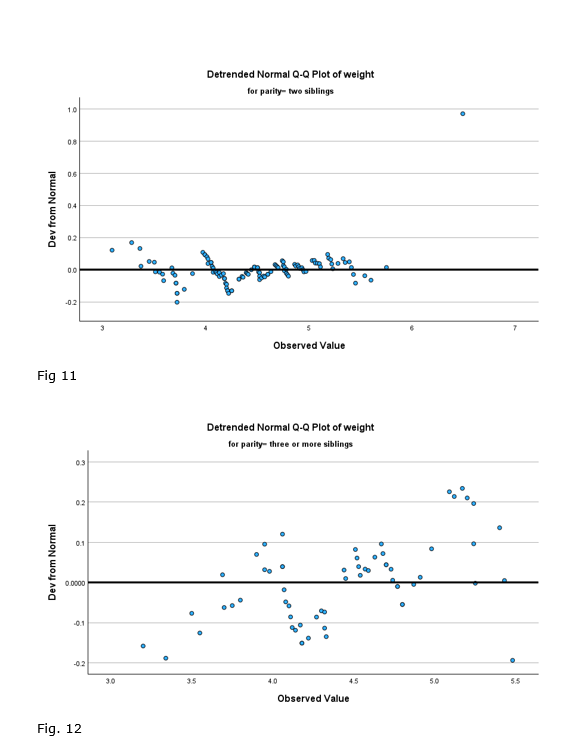 Detrended Normal Q-Q Plot of weight
for parity= two siblings
Dev from Normal
1.0
0.8
0.6
0.4
0.2
0.0
-0.2
3 4 5 6 7
Observed Value
Fig 11
Detrended Normal Q-Q Plot of weight
for parity= three or more siblings
Dev from Normal
0.3
0.2
0.1
0.0000
-0.1
-0.2
3.0 3.5 4.0 4.5 5.0 5.5
Observed Value
Fig. 12